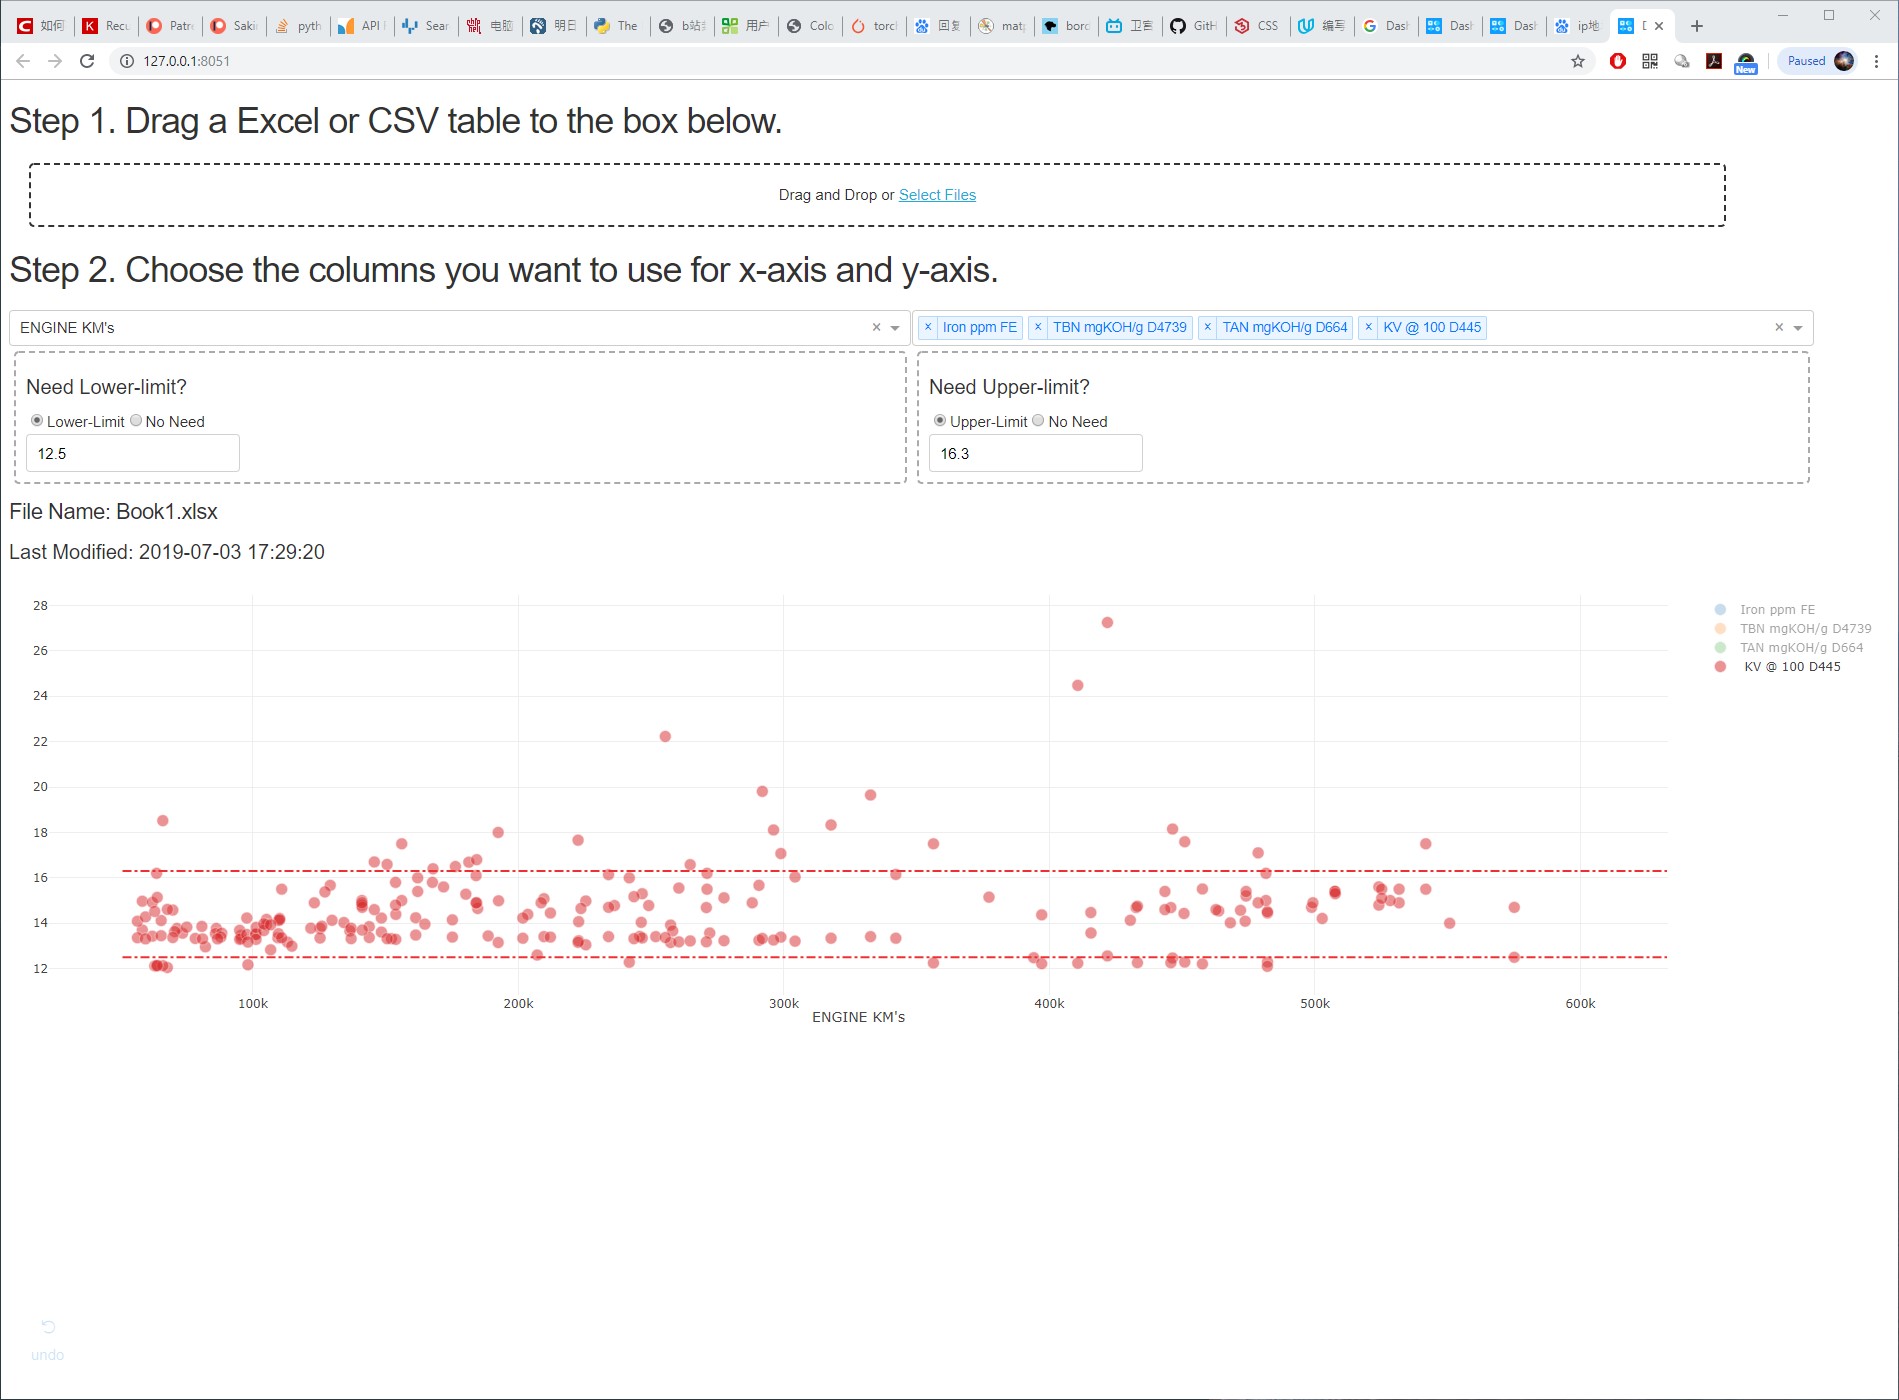 如何
Recu
Patr
Saki
pyth
API
Sear
电脑
明日
The
b站
用户
Colo
torc
回复
mat
borc
卫宫
GitH
CSS
编写
Dash
Dash
Dash
ip地
127.0.0.1:8051
New
Paused
Step 1. Drag a Excel or CSV table to the box below.
Drag and Drop or Select Files
Step 2. Choose the columns you want to use for x-axis and y-axis.
ENGINE KM's
× Iron ppm FE × TBN mgKOH/g D4739 × TAN mgKOH/g D664 × KV @ 100 D445
Need Lower-limit?
Lower-Limit No Need
12.5
Need Upper-limit?
Upper-Limit No Need
16.3
File Name: Book1.xlsx
Last Modified: 2019-07-03 17:29:20
28
26
24
22
20
18
16
14
12
100k 200k 300k 400k 500k 600k
ENGINE KM's
Iron ppm FE
TBN mgKOH/g D4739
TAN mgKOH/g D664
KV @ 100 D445
undo